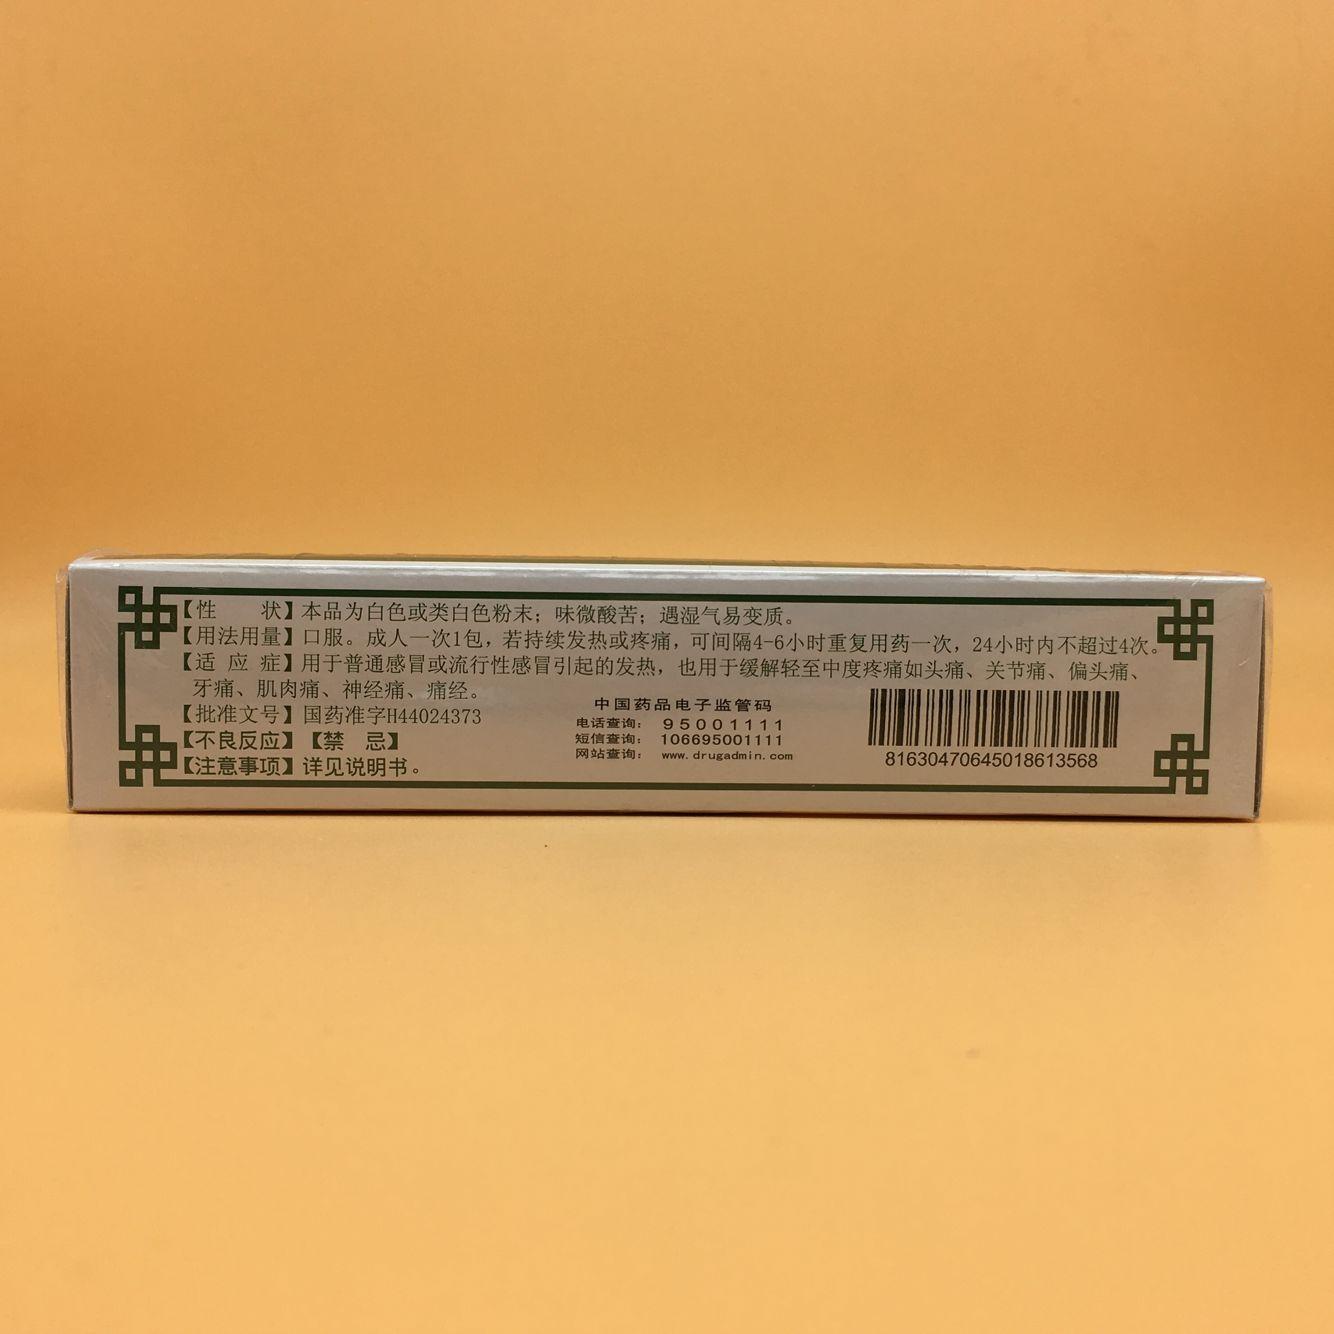 【性　　状】本品为白色或类白色粉末；味微酸苦；遇湿气易变质。
【用法用量】口服。成人一次1包，若持续发热或疼痛，可间隔4-6小时重复用药一次，24小时内不超过4次。
【适 应 症】用于普通感冒或流行性感冒引起的发热，也用于缓解轻至中度疼痛如头痛、关节痛、偏头痛、
牙痛、肌肉痛、神经痛、痛经。
【批准文号】国药准字H44024373
【不良反应】【禁　忌】
【注意事项】详见说明书。
中国药品电子监管码
电话查询： 95001111
短信查询： 106695001111
网站查询： www.drugadmin.com
81630470645018613568